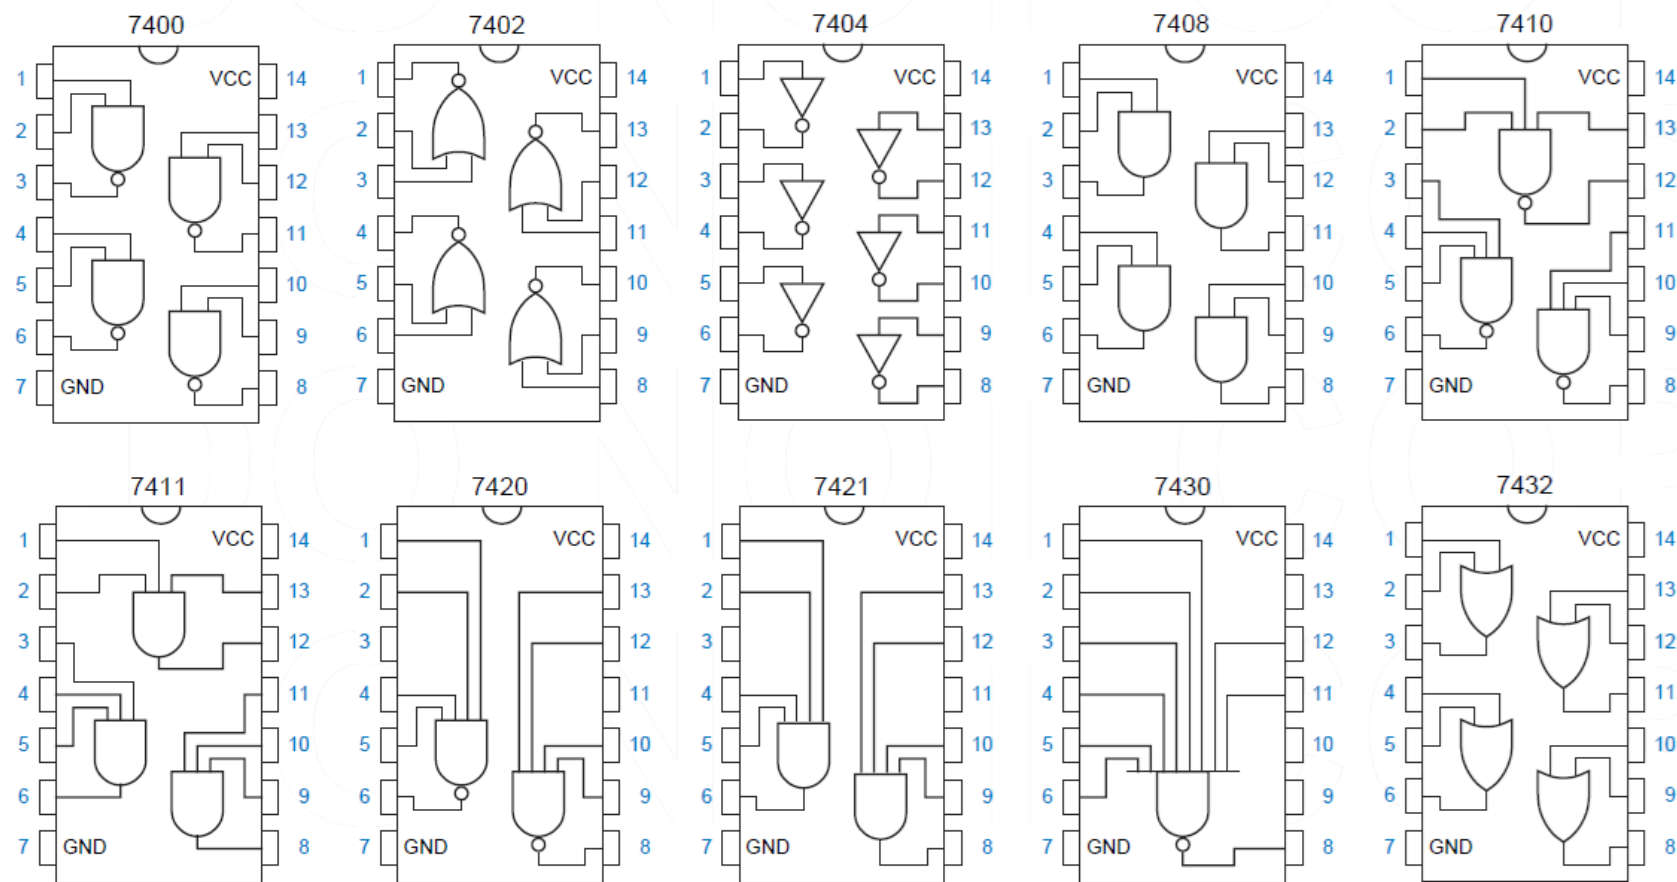 7400 7402 7404 7408 7410
1 VCC 14 1 VCC 14 1 VCC 14 1 VCC 14 1 VCC 14
2 13 2 13 2 13 2 13 2 13
3 12 3 12 3 12 3 12 3 12
4 11 4 11 4 11 4 11 4 11
5 10 5 10 5 10 5 10 5 10
6 9 6 9 6 9 6 9 6 9
7 GND 8 7 GND 8 7 GND 8 7 GND 8 7 GND 8
7411 7420 7421 7430 7432
1 VCC 14 1 VCC 14 1 VCC 14 1 VCC 14 1 VCC 14
2 13 2 13 2 13 2 13 2 13
3 12 3 12 3 12 3 12 3 12
4 11 4 11 4 11 4 11 4 11
5 10 5 10 5 10 5 10 5 10
6 9 6 9 6 9 6 9 6 9
7 GND 8 7 GND 8 7 GND 8 7 GND 8 7 GND 8